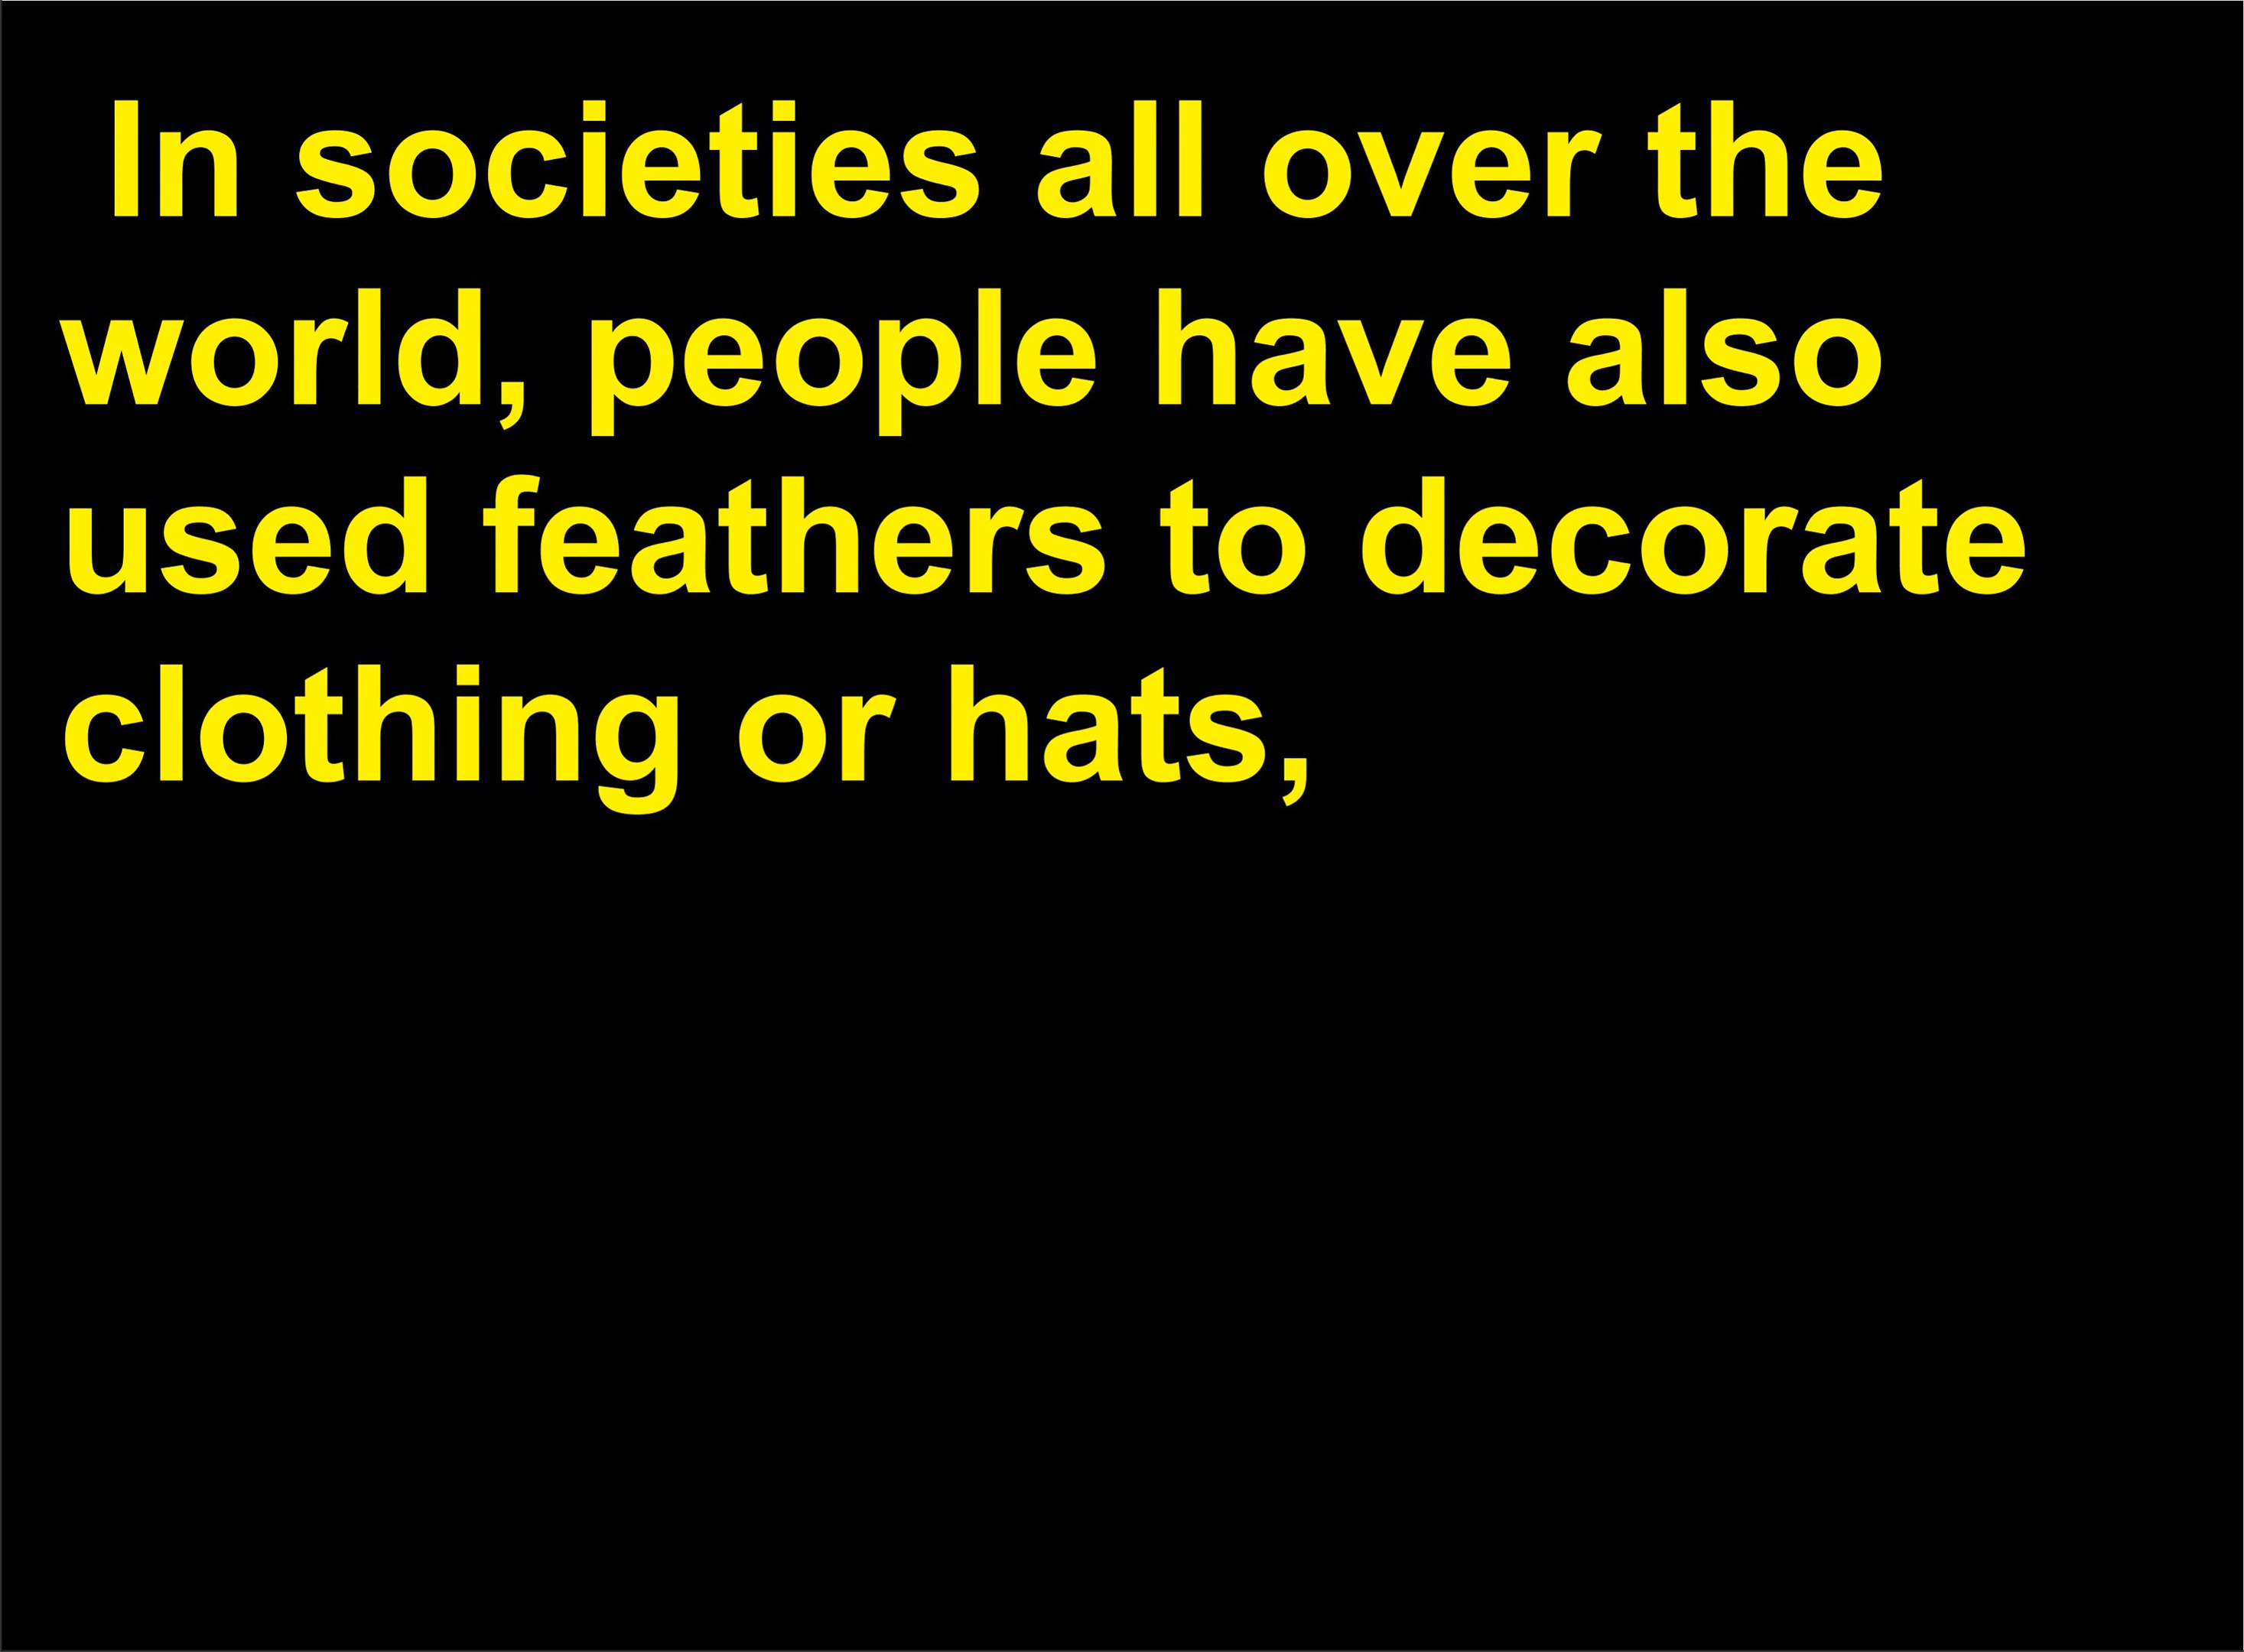 In societies all over the
world, people have also
used feathers to decorate
clothing or hats,